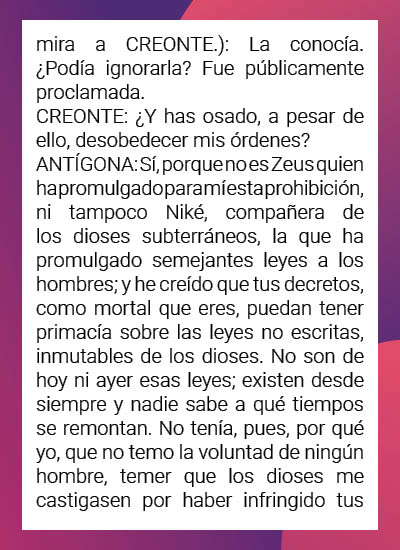 mira a CREONTE.): La conocía.
¿Podía ignorarla? Fue públicamente
proclamada.
CREONTE: ¿Y has osado, a pesar de
ello, desobedecer mis órdenes?
ANTÍGONA: Sí, porque no es Zeus quien
ha promulgado para mí esta prohibición,
ni tampoco Niké, compañera de
los dioses subterráneos, la que ha
promulgado semejantes leyes a los
hombres; y he creído que tus decretos,
como mortal que eres, puedan tener
primacía sobre las leyes no escritas,
inmutables de los dioses. No son de
hoy ni ayer esas leyes; existen desde
siempre y nadie sabe a qué tiempos
se remontan. No tenía, pues, por qué
yo, que no temo la voluntad de ningún
hombre, temer que los dioses me
castigasen por haber infringido tus